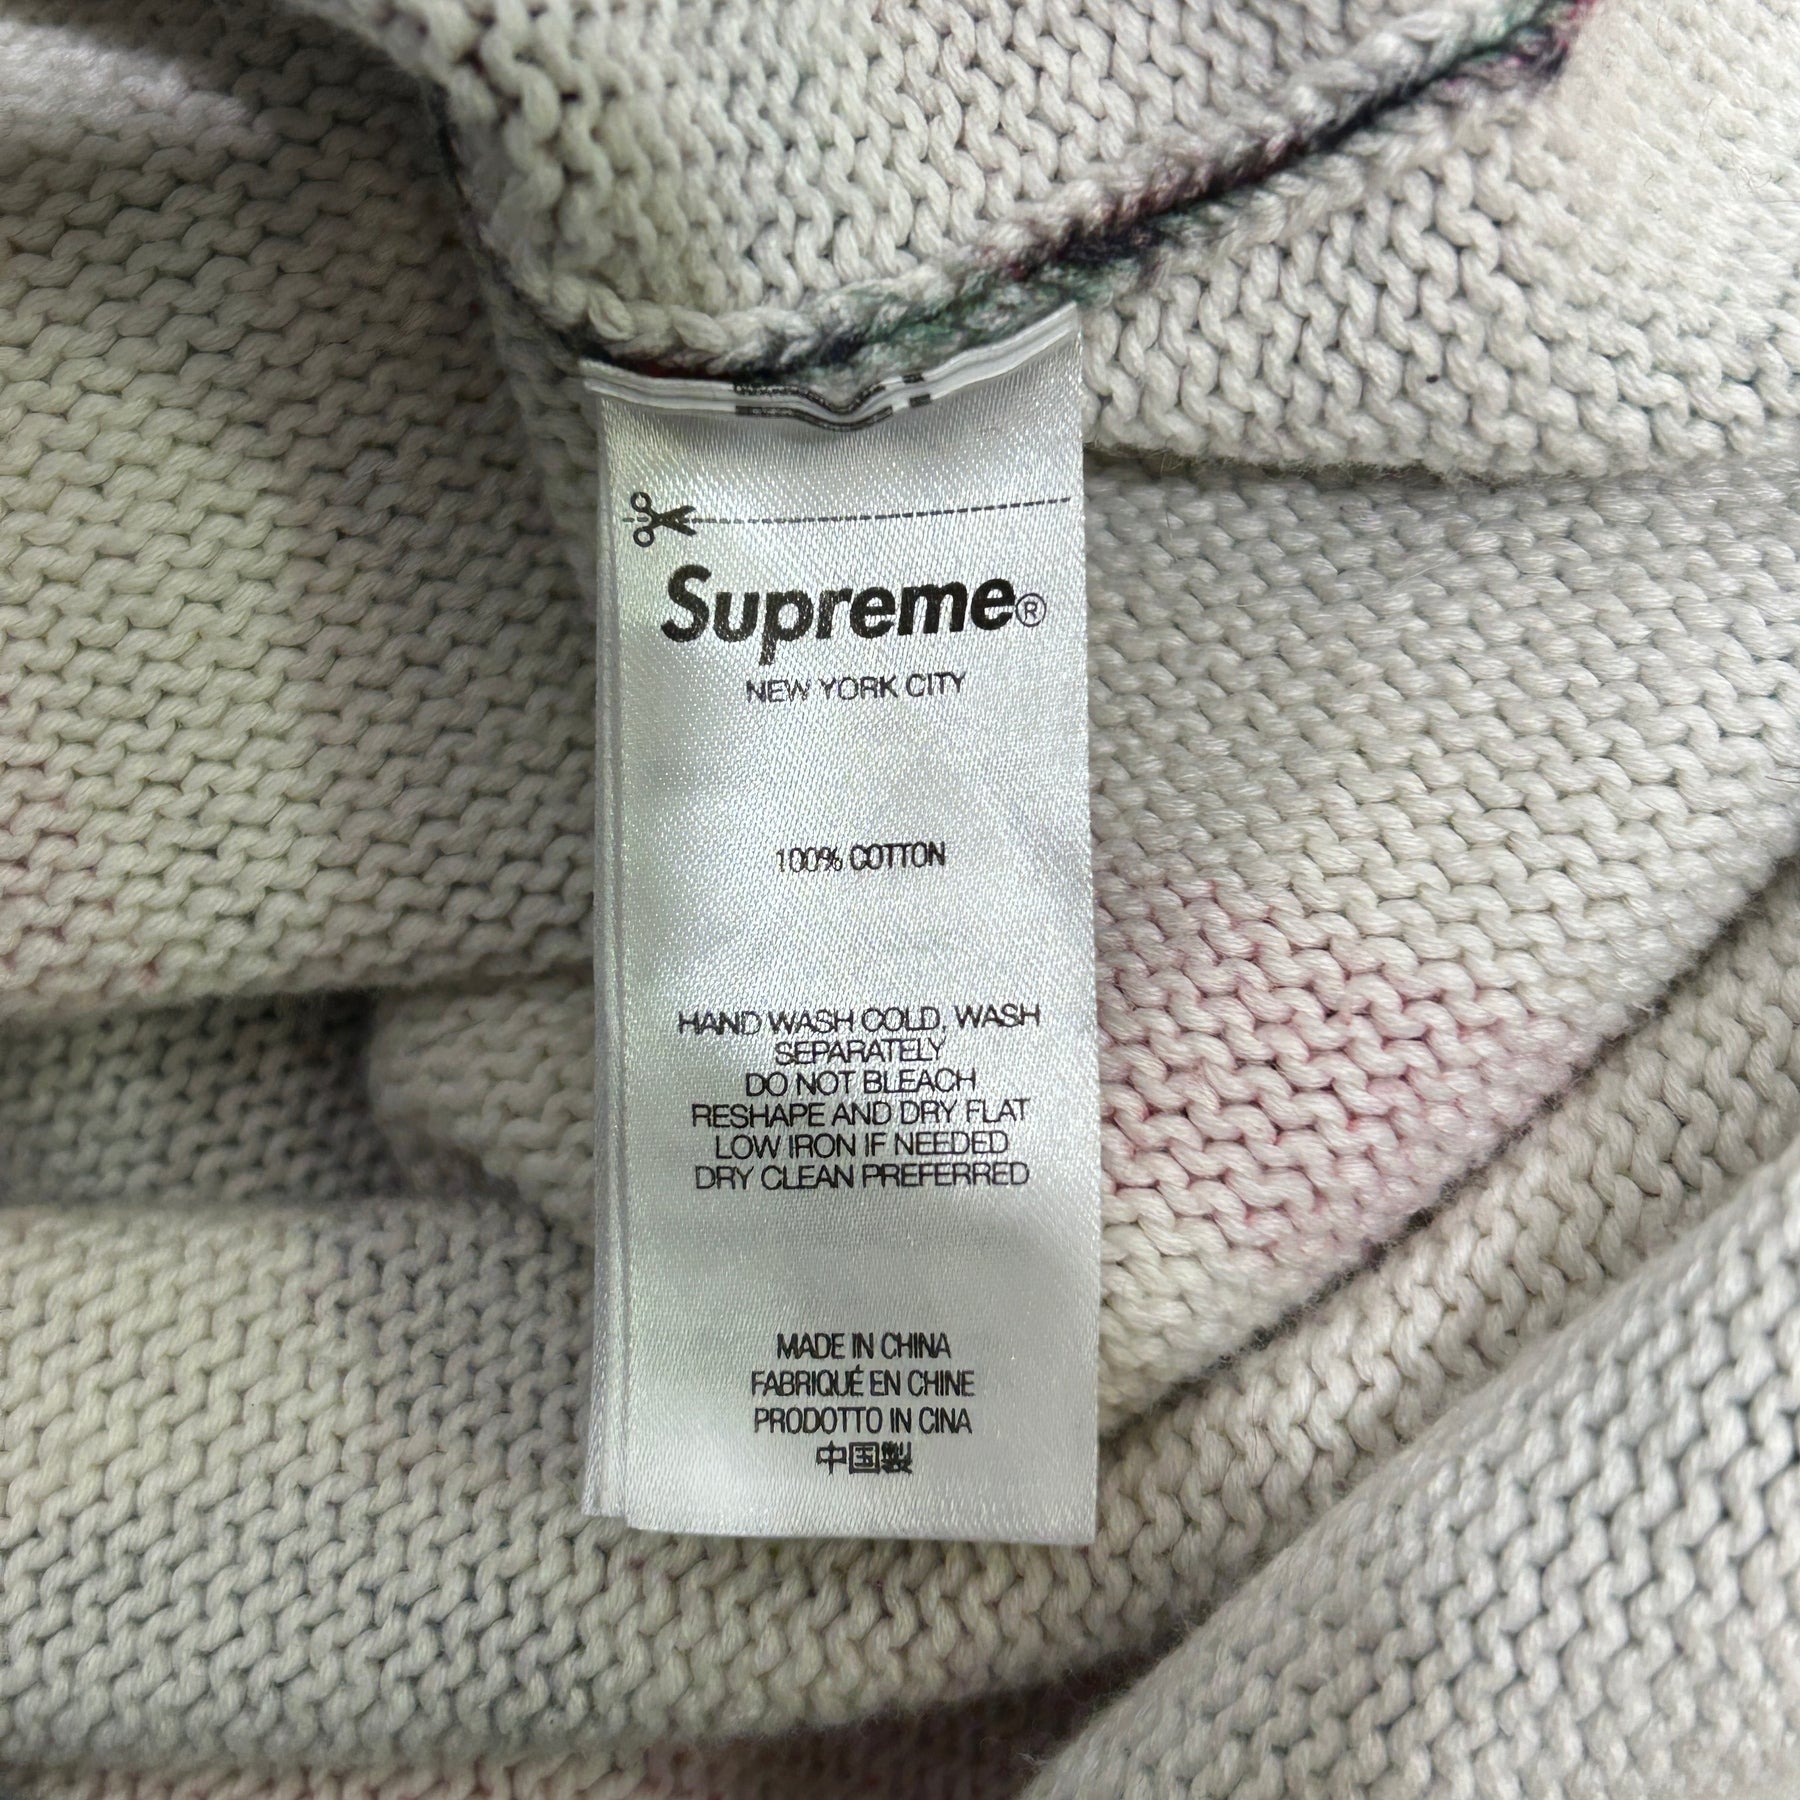 Supreme®
NEW YORK CITY
100% COTTON
HAND WASH COLD, WASH
SEPARATELY
DO NOT BLEACH
RESHAPE AND DRY FLAT
LOW IRON IF NEEDED
DRY CLEAN PREFERRED
MADE IN CHINA
FABRIQUÉ EN CHINE
PRODOTTO IN CINA
中国製